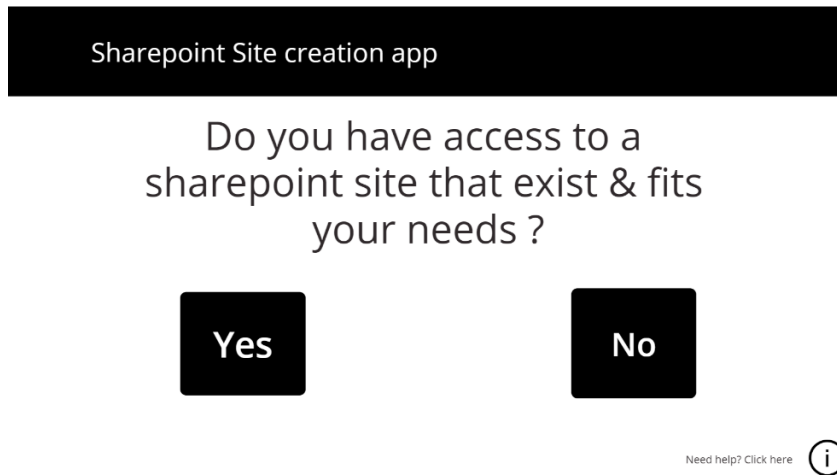 Sharepoint Site creation app
Do you have access to a
sharepoint site that exist & fits
your needs ?
Yes
No
Need help? Click here
i